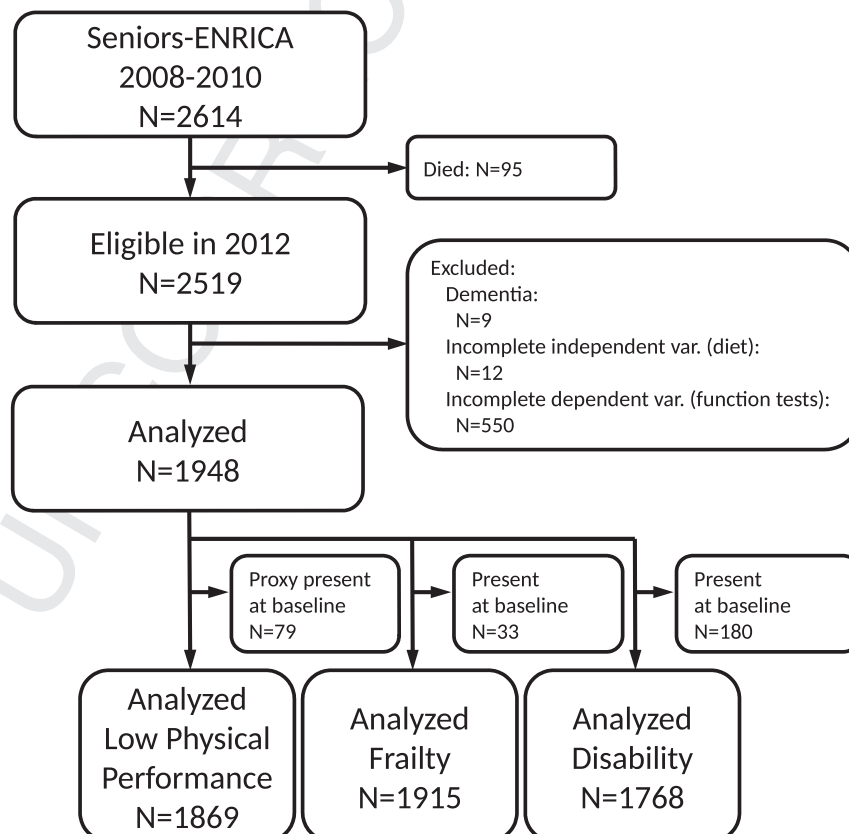 Seniors-ENRICA
2008-2010
N=2614
Died: N=95
Eligible in 2012
N=2519
Excluded:
Dementia:
N=9
Incomplete independent var. (diet):
N=12
Incomplete dependent var. (function tests):
N=550
Analyzed
N=1948
Proxy present
at baseline
N=79
Present
at baseline
N=33
Present
at baseline
N=180
Analyzed
Low Physical
Performance
N=1869
Analyzed
Frailty
N=1915
Analyzed
Disability
N=1768